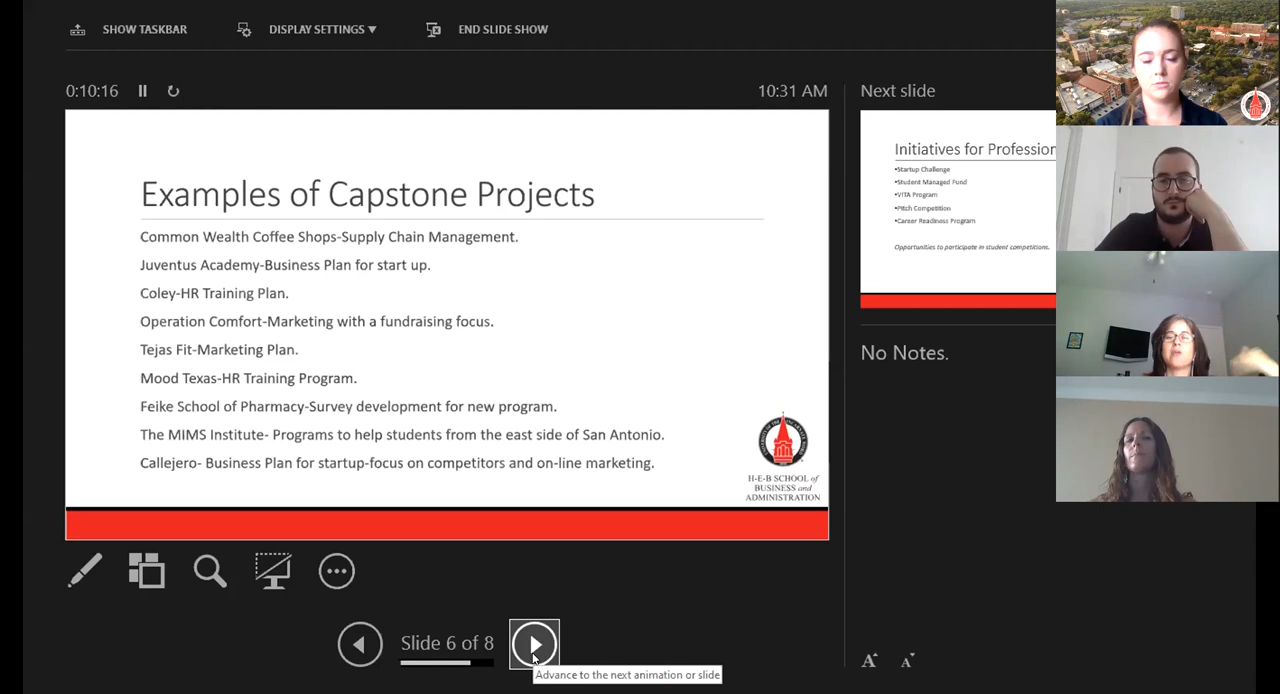 SHOW TASKBAR
DISPLAY SETTINGS
END SLIDE SHOW
0:10:16
10:31 AM
Examples of Capstone Projects
Common Wealth Coffee Shops-Supply Chain Management.
Juventus Academy-Business Plan for start up.
Coley-HR Training Plan.
Operation Comfort-Marketing with a fundraising focus.
Tejas Fit-Marketing Plan.
Mood Texas-HR Training Program.
Feike School of Pharmacy-Survey development for new program.
The MIMS Institute- Programs to help students from the east side of San Antonio.
Callejero- Business Plan for startup-focus on competitors and on-line marketing.
H-E-B SCHOOL of
BUSINESS and
ADMINISTRATION
Next slide
Initiatives for Profession
•Startup Challenge
•Student Managed Fund
•VITA Program
•Pitch Competition
•Career Readiness Program
Opportunities to participate in student competitions.
No Notes.
Slide 6 of 8
Advance to the next animation or slide
A A